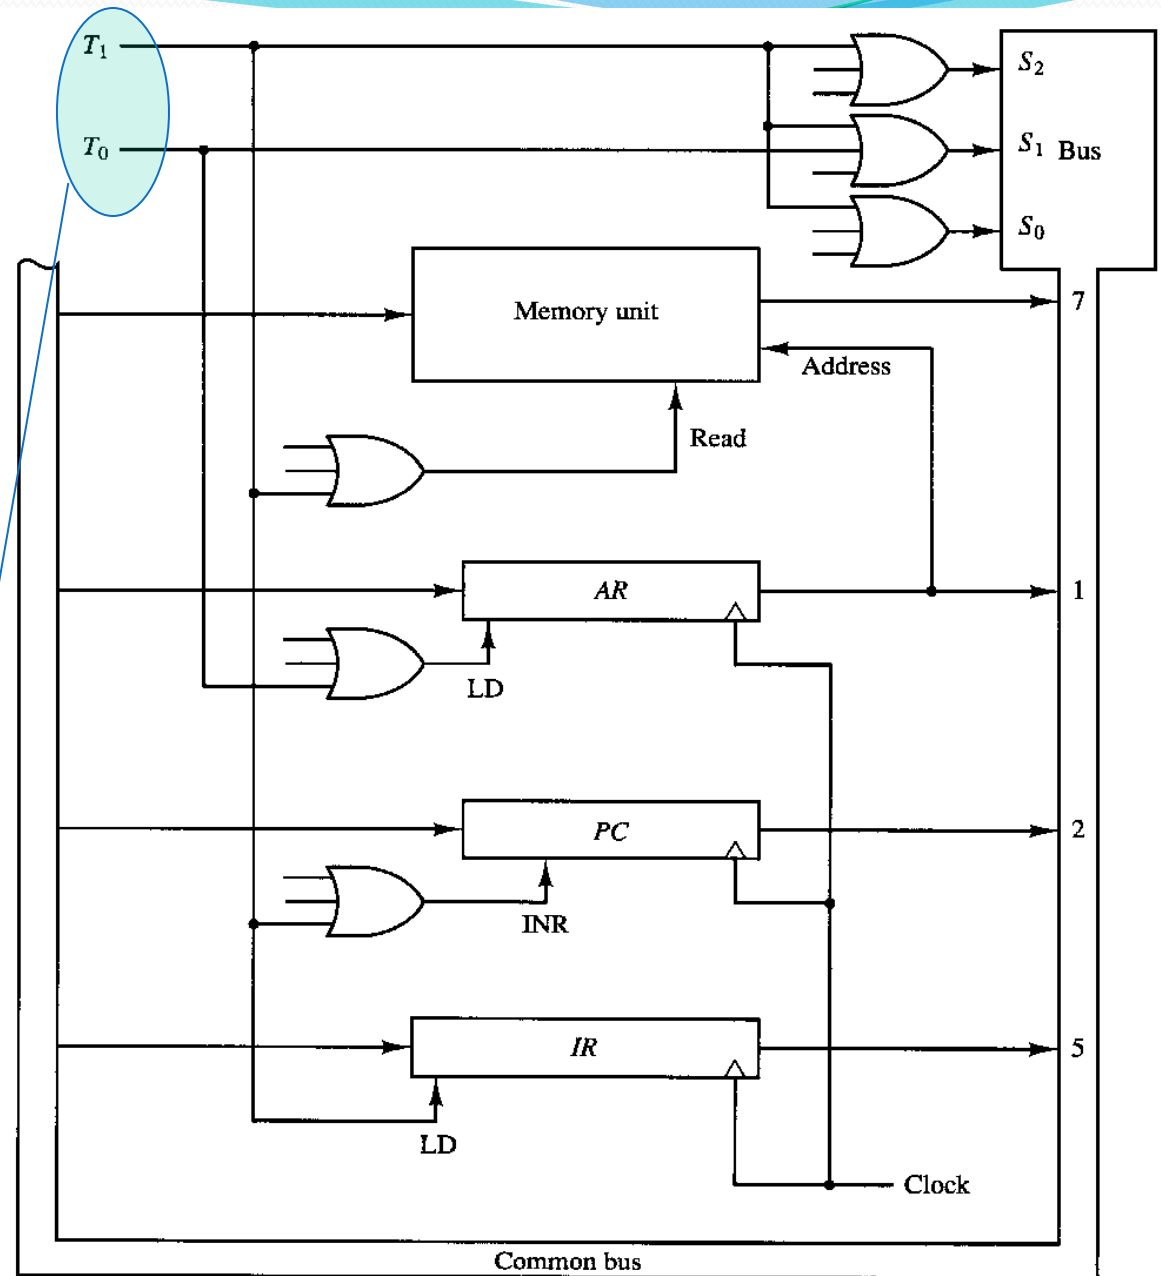 T1
S2
T0
S1 Bus
S0
7
Memory unit
Address
Read
AR
1
LD
PC
2
INR
IR
5
LD
Clock
Common bus